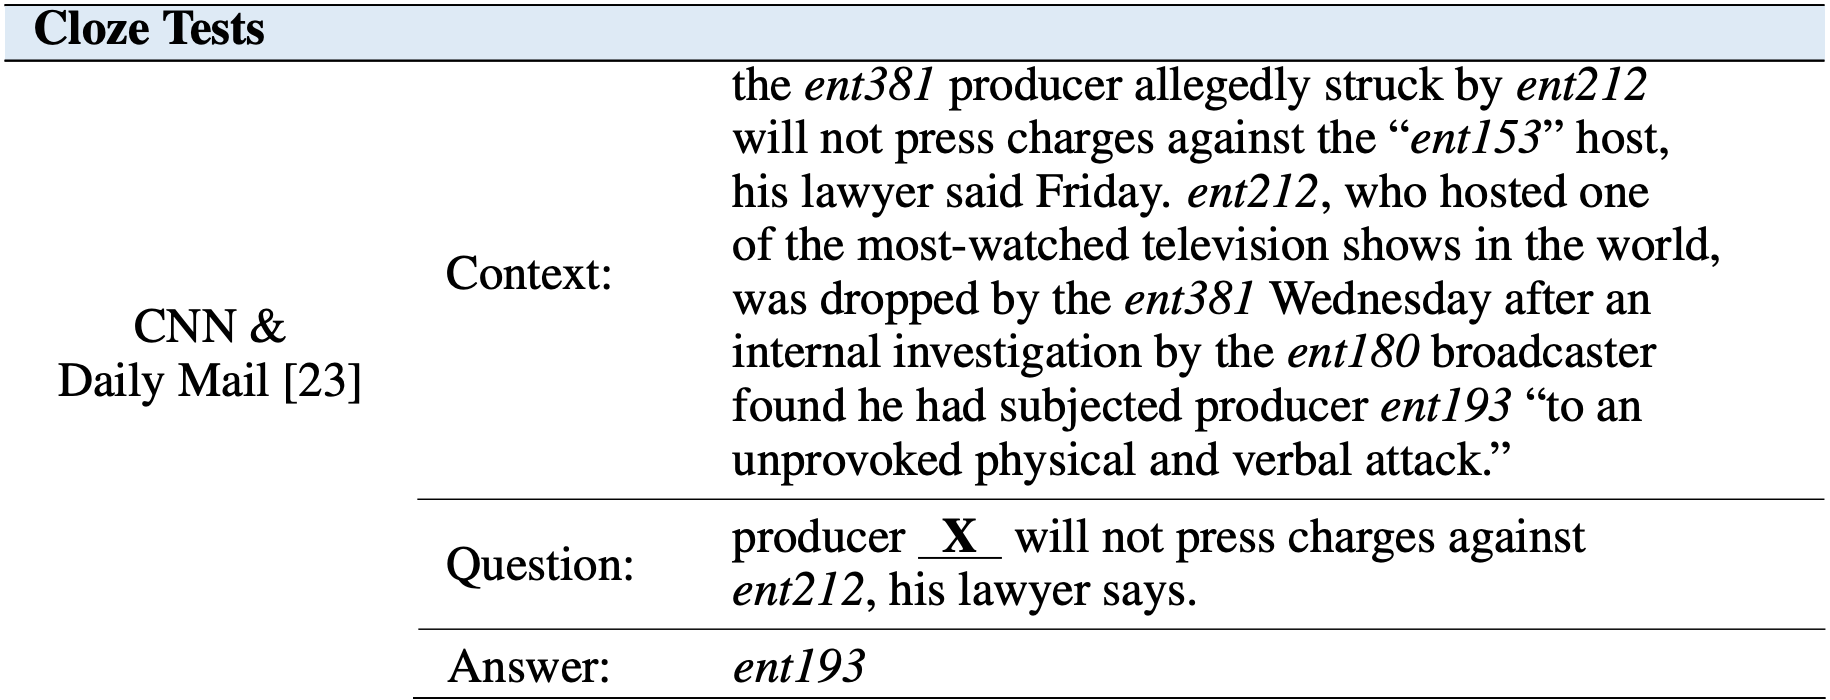 Cloze Tests
CNN &
Daily Mail [23]
Context:
the ent381 producer allegedly struck by ent212
will not press charges against the “ent153” host,
his lawyer said Friday. ent212, who hosted one
of the most-watched television shows in the world,
was dropped by the ent381 Wednesday after an
internal investigation by the ent180 broadcaster
found he had subjected producer ent193 “to an
unprovoked physical and verbal attack.”
Question:
producer X will not press charges against
ent212, his lawyer says.
Answer:
ent193